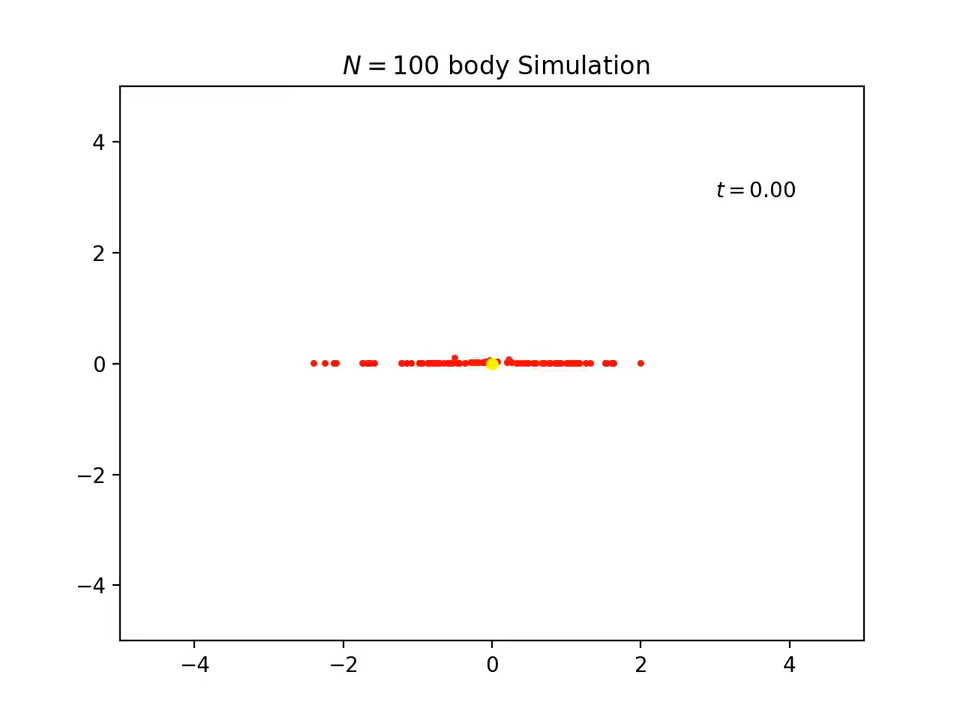 N = 100 body Simulation
4
t = 0.00
2
0
−2
−4
−4 −2 0 2 4